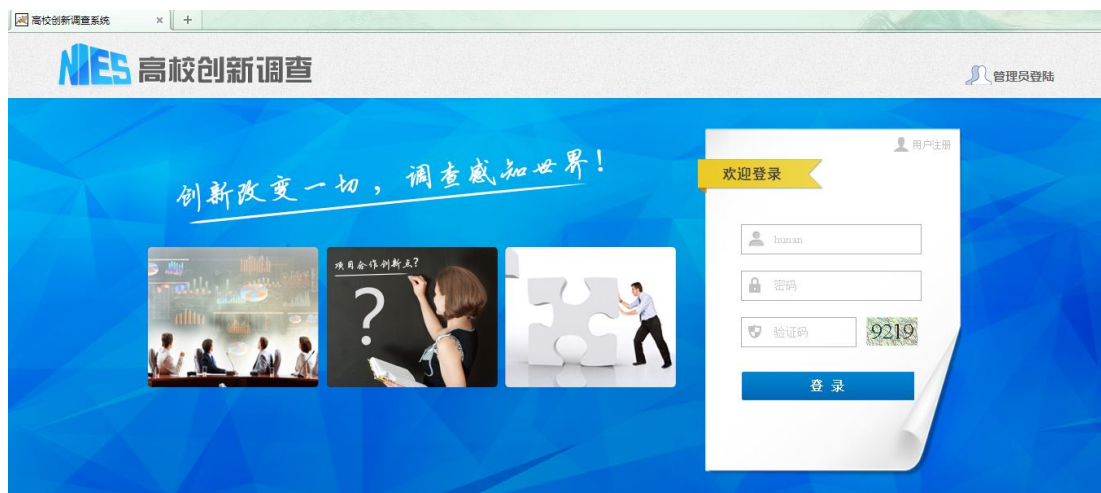 高校创新调查系统 × +
NIES 高校创新调查
管理员登陆
创新改变一切，调查感知世界！
项目合作创新点?
?
用户注册
欢迎登录
hunan
密码
验证码 9219
登 录